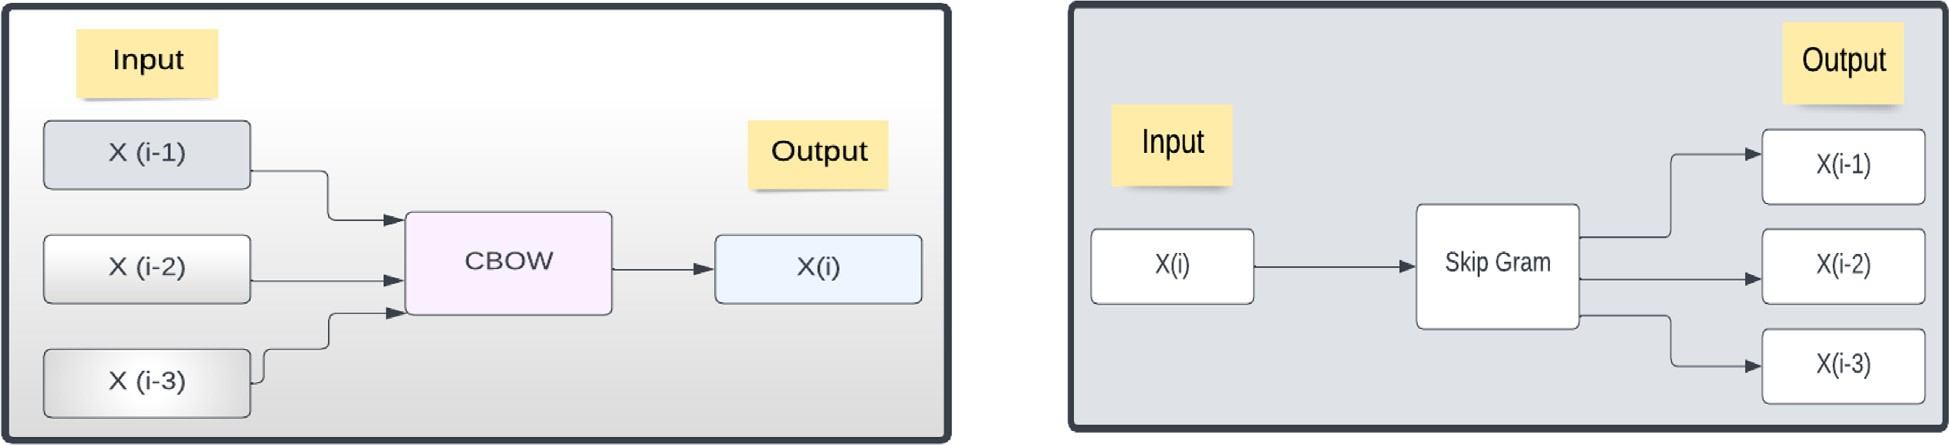 Input
X (i-1)
X (i-2)
X (i-3)
CBOW
Output
X(i)
Input
X(i)
Skip Gram
Output
X(i-1)
X(i-2)
X(i-3)